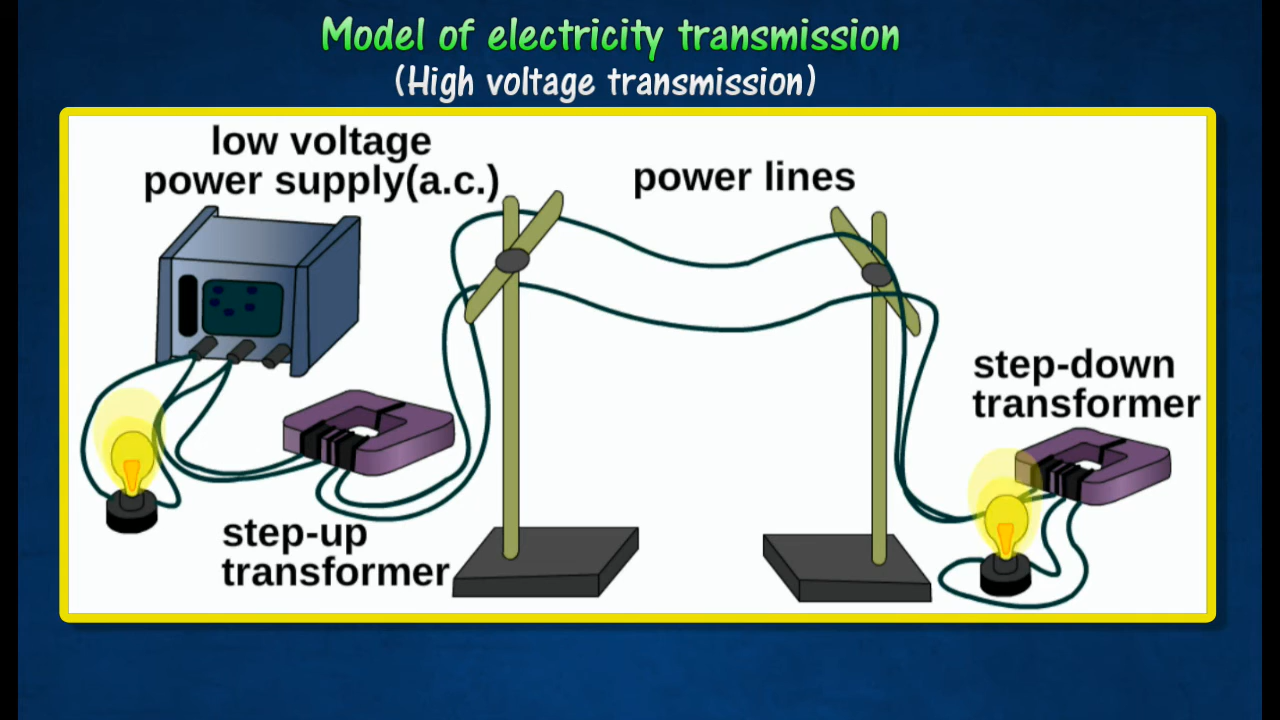 Model of electricity transmission
(High voltage transmission)
low voltage
power supply(a.c.)
power lines
step-down
transformer
step-up
transformer